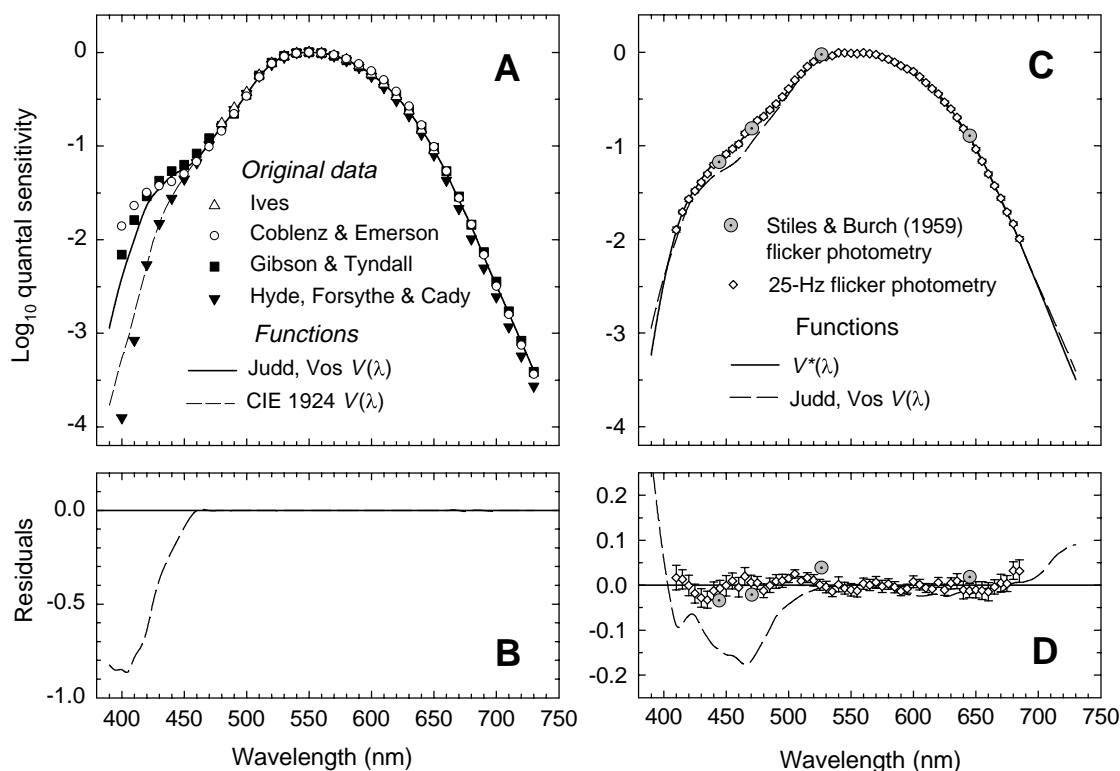 A
0
-1
-2
-3
-4
Log10 quantal sensitivity
Original data
Ives
Coblenz & Emerson
Gibson & Tyndall
Hyde, Forsythe & Cady
Functions
Judd, Vos V(λ)
CIE 1924 V(λ)
B
0.0
-0.5
-1.0
Residuals
400 450 500 550 600 650 700 750
Wavelength (nm)
C
0
-1
-2
-3
-4
Stiles & Burch (1959)
flicker photometry
25-Hz flicker photometry
Functions
V*(λ)
Judd, Vos V(λ)
D
0.2
0.1
0.0
-0.1
-0.2
400 450 500 550 600 650 700 750
Wavelength (nm)